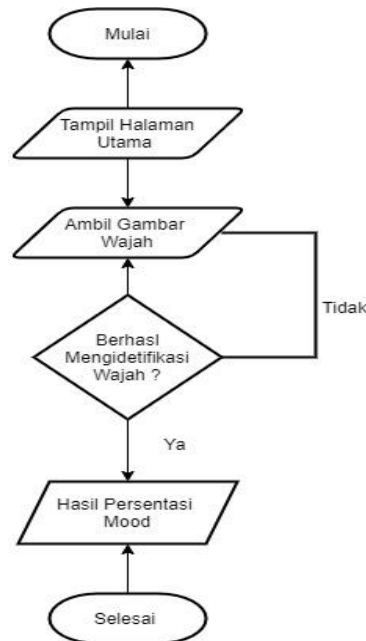 Mulai
Tampil Halaman
Utama
Ambil Gambar
Wajah
Tidak
Berhasl
Mengidetifikasi
Wajah ?
Ya
Hasil Persentasi
Mood
Selesai